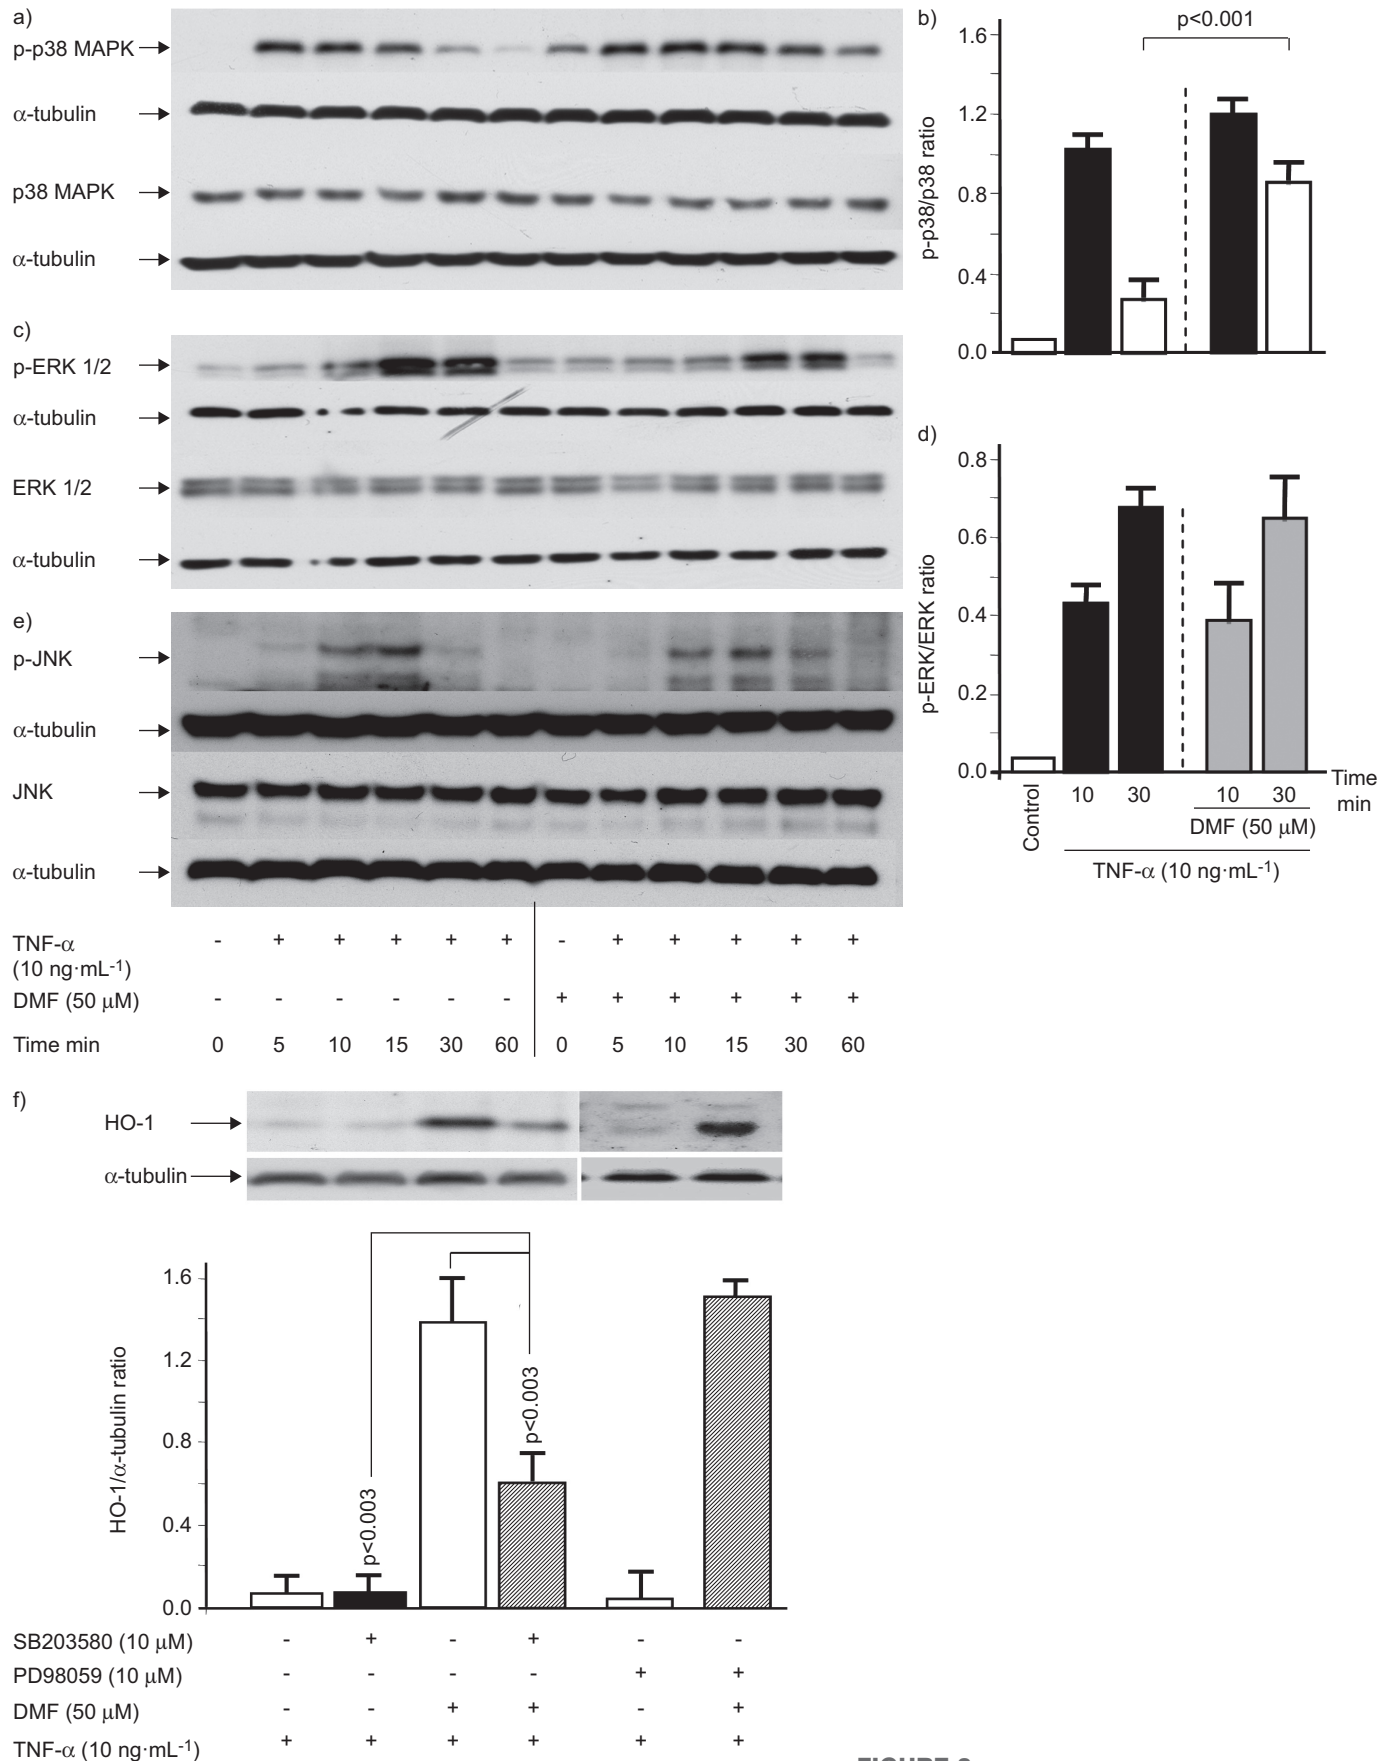 a)
p-p38 MAPK
α-tubulin
p38 MAPK
α-tubulin
b)
p<0.001
1.6
1.2
0.8
0.4
0.0
p-p38/p38 ratio
c)
p-ERK 1/2
α-tubulin
ERK 1/2
α-tubulin
d)
0.8
0.6
0.4
0.2
0.0
p-ERK/ERK ratio
Control 10 30 10 30 Time min
DMF (50 μM)
TNF-α (10 ng·mL-1)
e)
p-JNK
α-tubulin
JNK
α-tubulin
TNF-α - + + + + + - + + + + +
(10 ng·mL-1)
DMF (50 μM) - - - - - - + + + + + +
Time min 0 5 10 15 30 60 0 5 10 15 30 60
f)
HO-1
α-tubulin
1.6
1.2
0.8
0.4
0.0
HO-1/α-tubulin ratio
p<0.003
p<0.003
SB203580 (10 μM) - + - + - -
PD98059 (10 μM) - - - - + +
DMF (50 μM) - - + + - +
TNF-α (10 ng·mL-1) + + + + + +